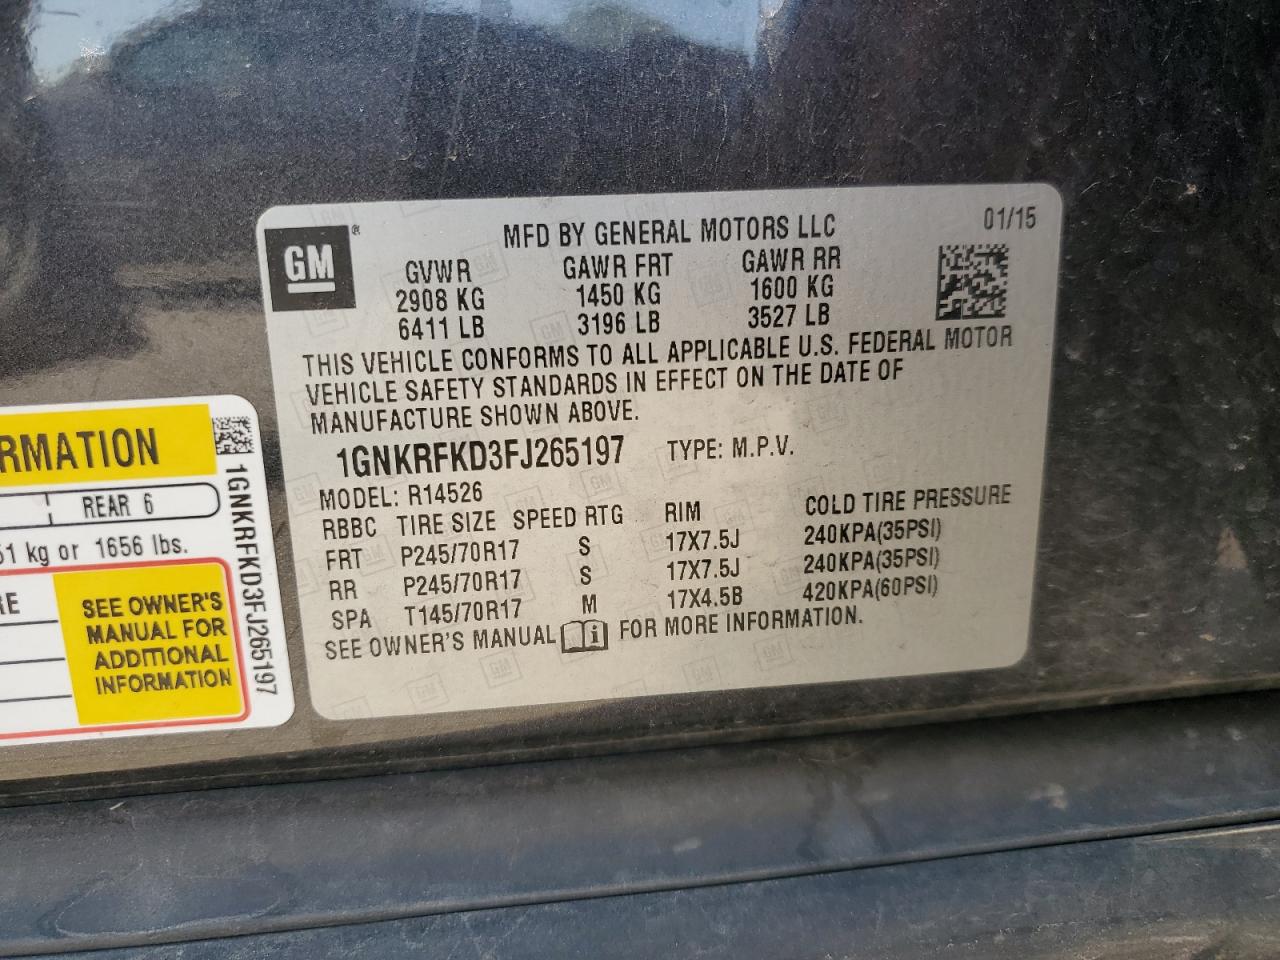 GM®
MFD BY GENERAL MOTORS LLC
01/15
GVWR GAWR FRT GAWR RR
2908 KG 1450 KG 1600 KG
6411 LB 3196 LB 3527 LB
THIS VEHICLE CONFORMS TO ALL APPLICABLE U.S. FEDERAL MOTOR
VEHICLE SAFETY STANDARDS IN EFFECT ON THE DATE OF
MANUFACTURE SHOWN ABOVE.
1GNKRFKD3FJ265197 TYPE: M.P.V.
MODEL: R14526
RBBC TIRE SIZE SPEED RTG RIM COLD TIRE PRESSURE
FRT P245/70R17 S 17X7.5J 240KPA(35PSI)
RR P245/70R17 S 17X7.5J 240KPA(35PSI)
SPA T145/70R17 M 17X4.5B 420KPA(60PSI)
SEE OWNER'S MANUAL i FOR MORE INFORMATION.
RMATION
REAR 6
51 kg or 1656 lbs.
RE
SEE OWNER'S
MANUAL FOR
ADDITIONAL
INFORMATION
1GNKRFKD3FJ265197